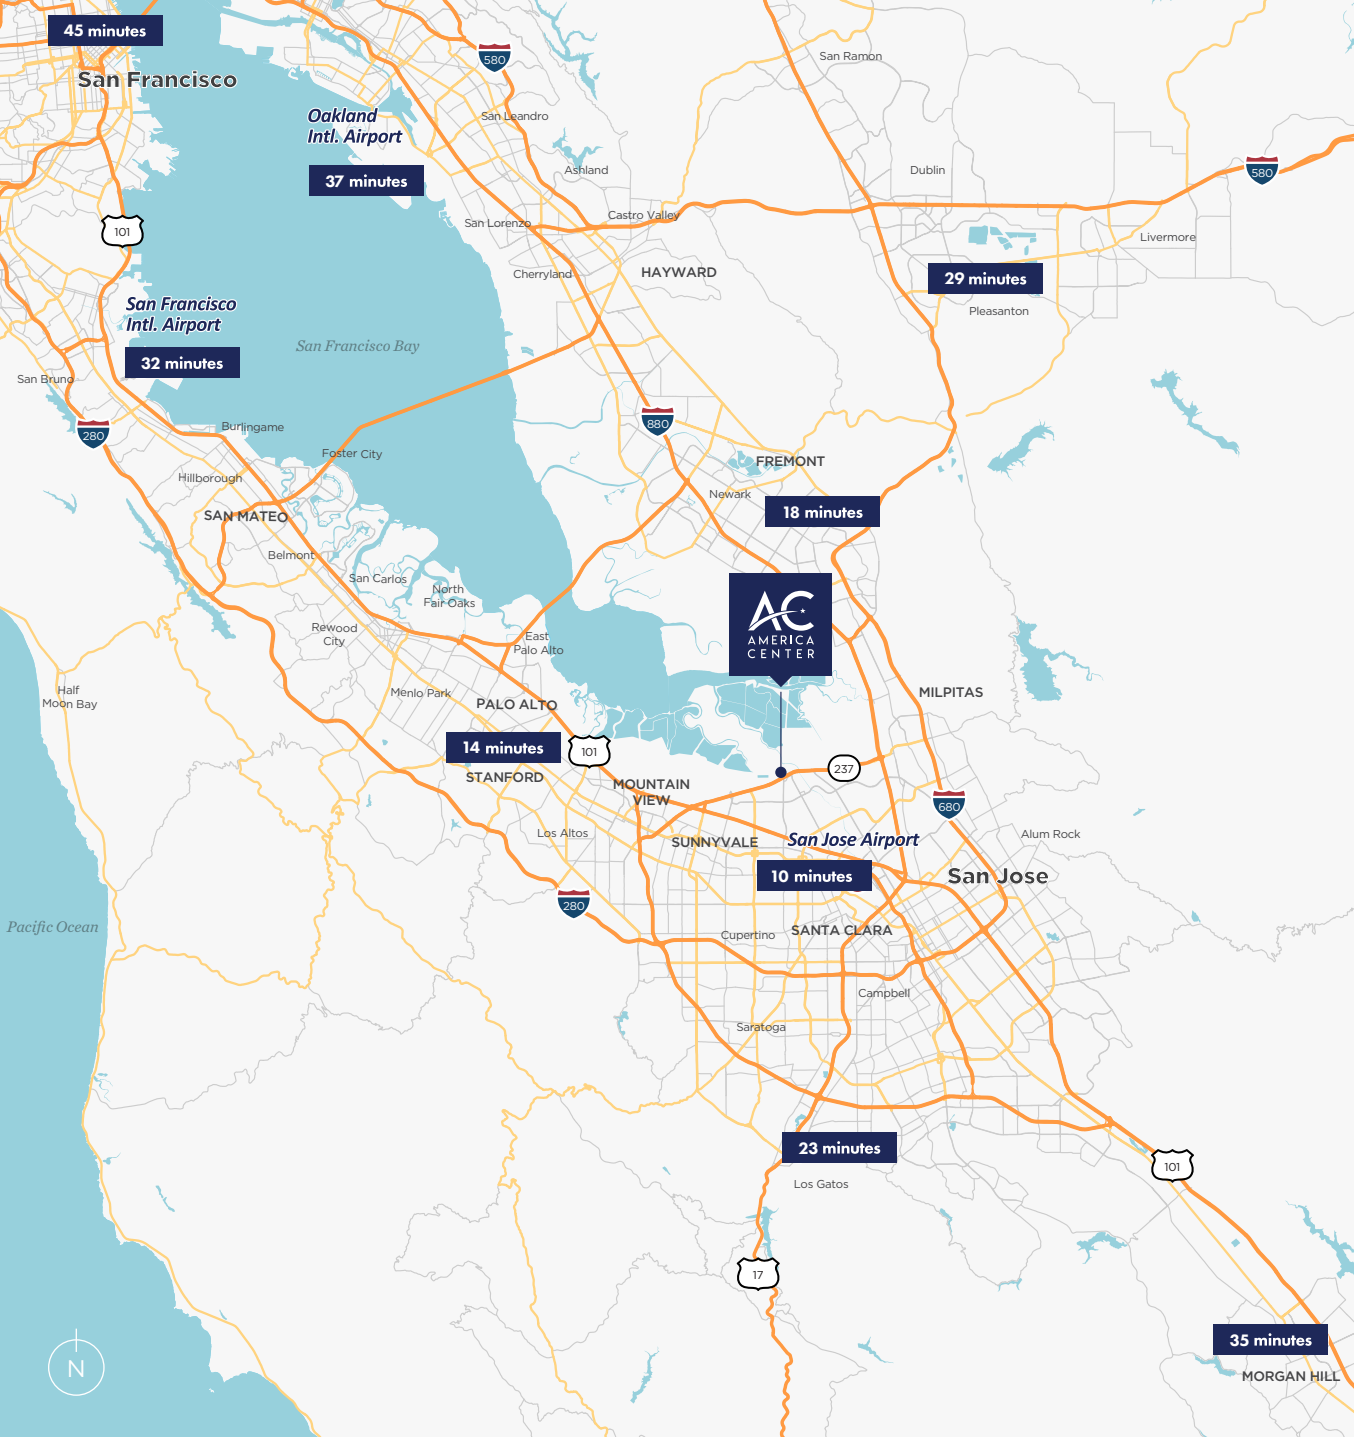 45 minutes
San Francisco
580
San Ramon
Oakland
Intl. Airport
San Leandro
37 minutes
Ashland
Dublin
580
101
San Lorenzo
Castro Valley
Livermore
Cherryland
HAYWARD
29 minutes
Pleasanton
San Francisco
Intl. Airport
32 minutes
San Francisco Bay
San Bruno
280
Burlingame
880
Foster City
FREMONT
Hillborough
Newark
SAN MATEO
18 minutes
Belmont
San Carlos
North
Fair Oaks
AC
AMERICA
CENTER
Rewood
City
East
Palo Alto
Half
Moon Bay
Menlo Park
PALO ALTO
MILPITAS
14 minutes
101
STANFORD
MOUNTAIN
VIEW
237
680
Los Altos
SUNNYVALE
San Jose Airport
Alum Rock
10 minutes
San Jose
280
Pacific Ocean
Cupertino
SANTA CLARA
Campbell
Saratoga
23 minutes
101
Los Gatos
17
N
35 minutes
MORGAN HILL